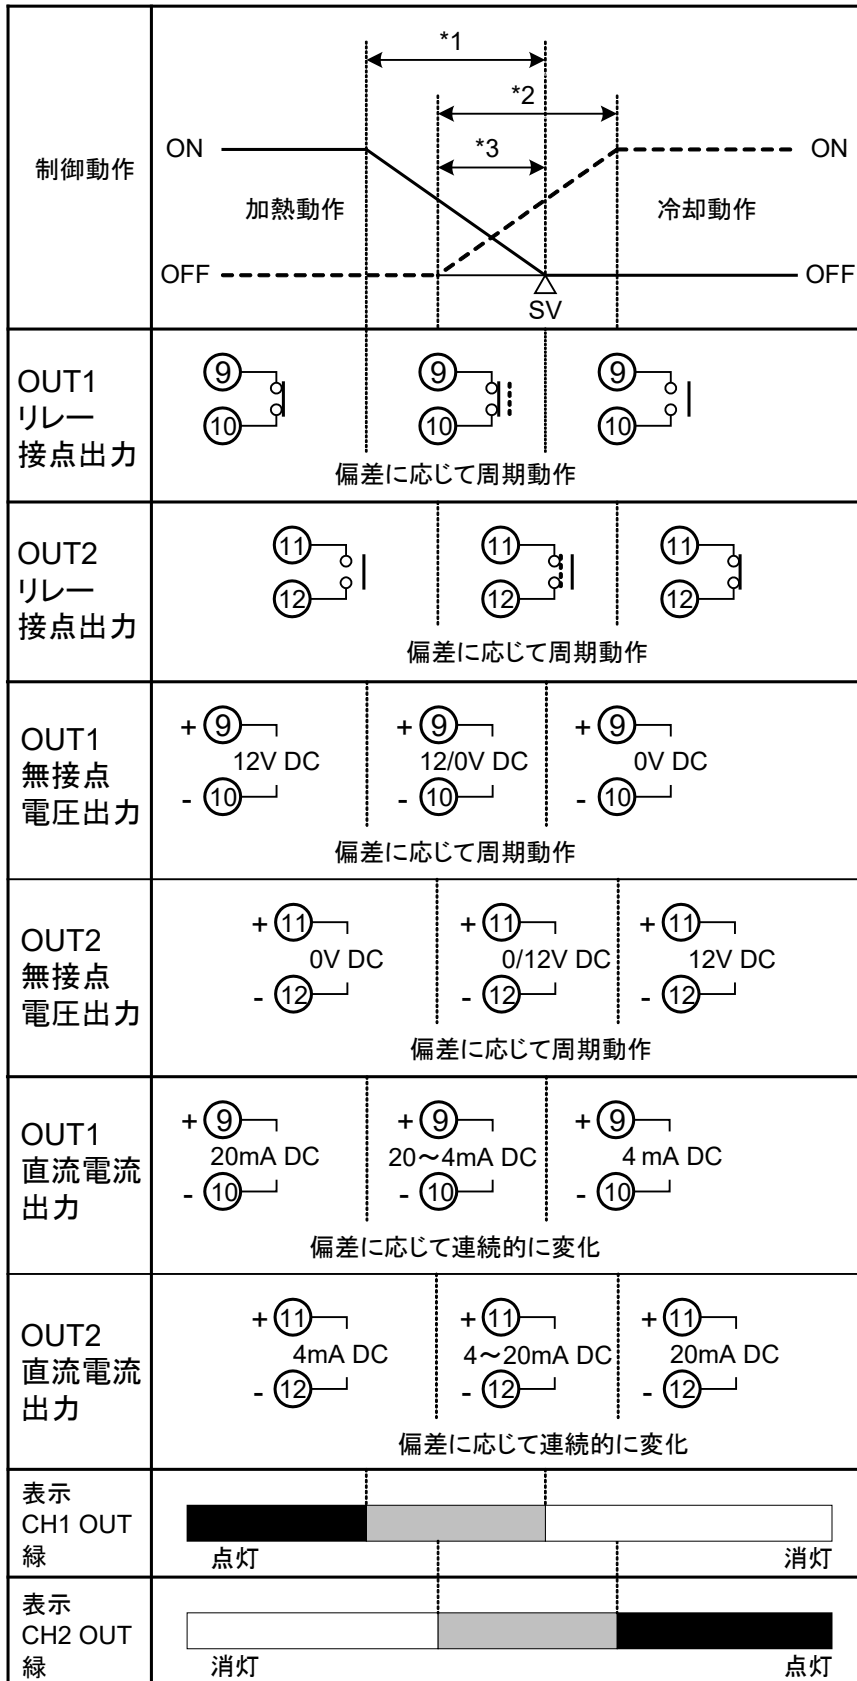 制御動作
*1
*2
*3
ON
ON
加熱動作
冷却動作
OFF
OFF
SV
OUT1
リレー
接点出力
9
10
9
10
9
10
偏差に応じて周期動作
OUT2
リレー
接点出力
11
12
11
12
11
12
偏差に応じて周期動作
OUT1
無接点
電圧出力
+ 9
12V DC
- 10
+ 9
12/0V DC
- 10
+ 9
0V DC
- 10
偏差に応じて周期動作
OUT2
無接点
電圧出力
+ 11
0V DC
- 12
+ 11
0/12V DC
- 12
+ 11
12V DC
- 12
偏差に応じて周期動作
OUT1
直流電流
出力
+ 9
20mA DC
- 10
+ 9
20～4mA DC
- 10
+ 9
4 mA DC
- 10
偏差に応じて連続的に変化
OUT2
直流電流
出力
+ 11
4mA DC
- 12
+ 11
4～20mA DC
- 12
+ 11
20mA DC
- 12
偏差に応じて連続的に変化
表示
CH1 OUT
緑
点灯
消灯
表示
CH2 OUT
緑
消灯
点灯